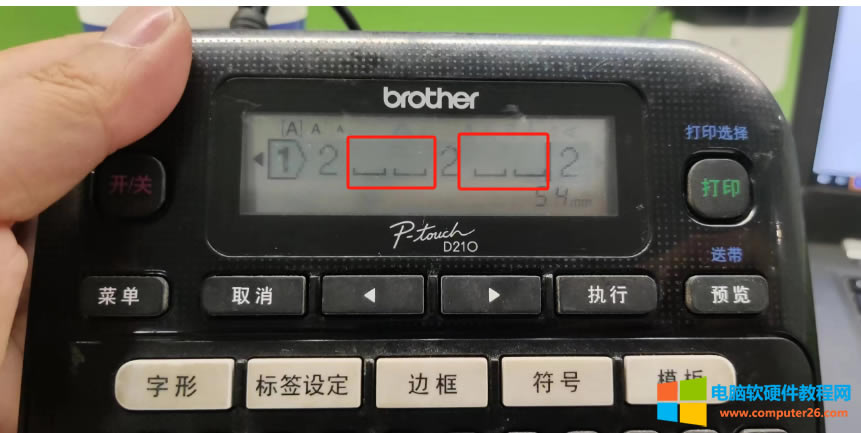 brother
[A] A A
1 2 ⎵⎵ 2 ⎵⎵ 2
54mm
P-touch
D210
打印选择
开/关
打印
送带
菜单
取消
执行
预览
字形
标签设定
边框
符号
模板
电脑软硬件教程网
www.computer26.com